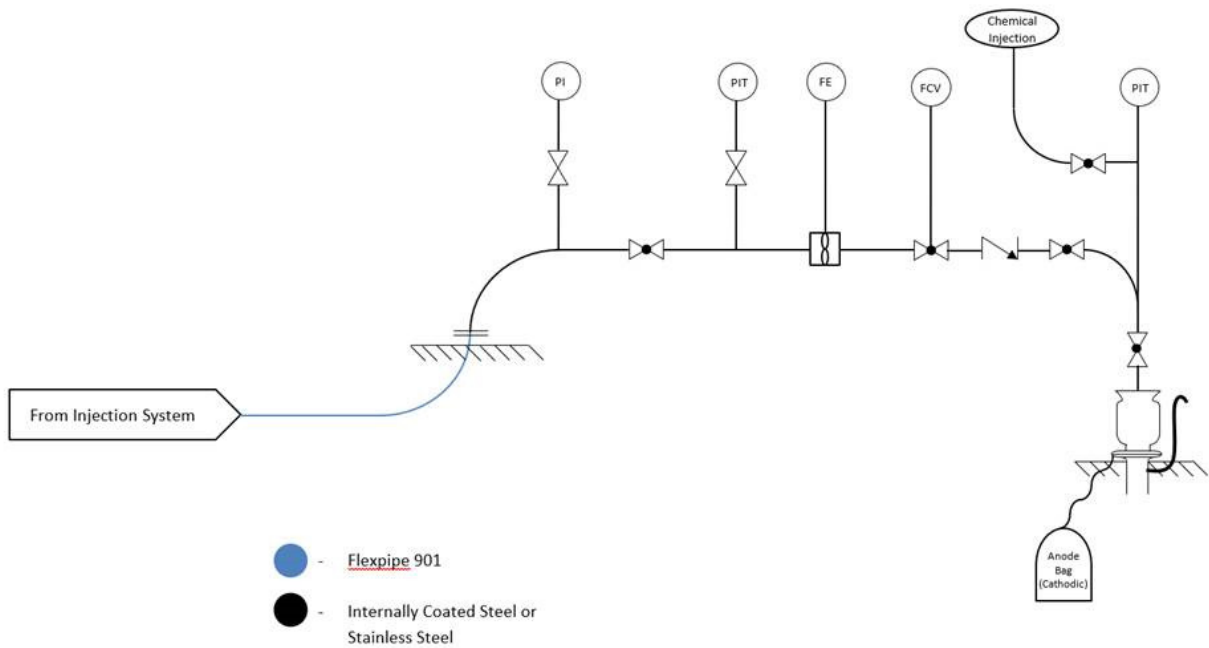 Chemical
Injection
PI
PIT
FE
FCV
PIT
From Injection System
Anode
Bag
(Cathodic)
- Flexpipe 901
- Internally Coated Steel or
Stainless Steel